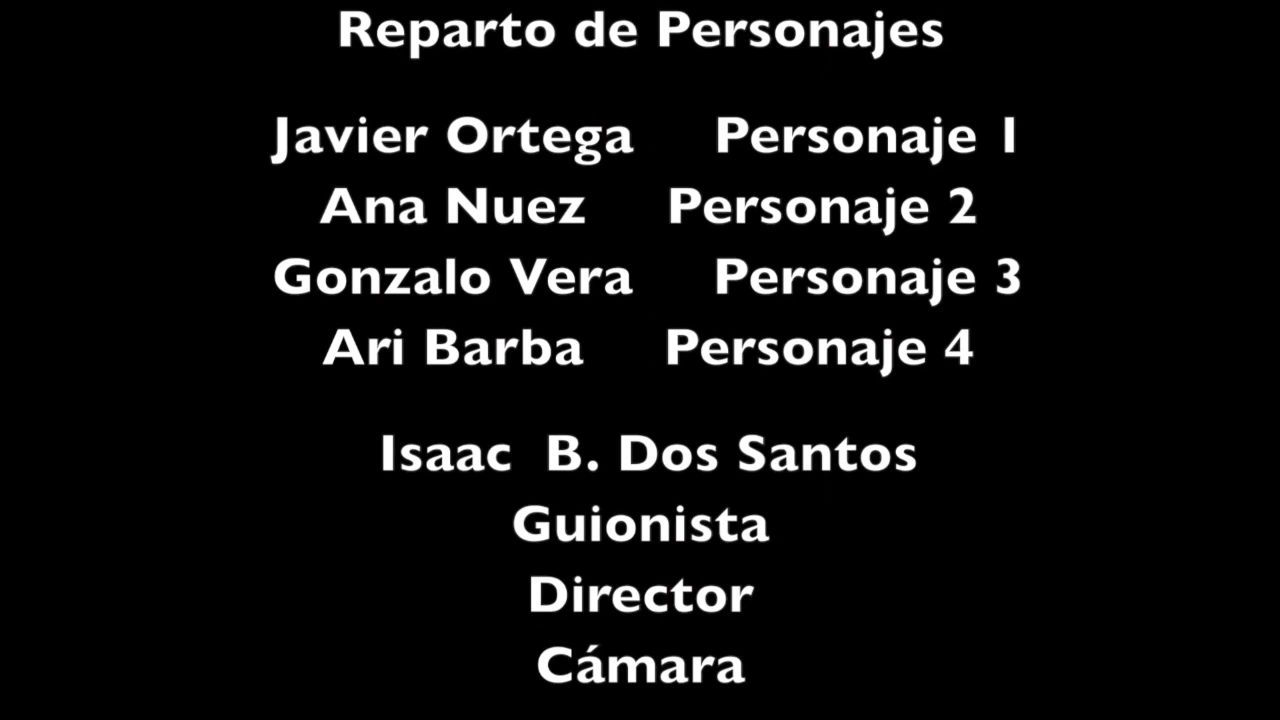 Reparto de Personajes
Javier Ortega Personaje 1
Ana Nuez Personaje 2
Gonzalo Vera Personaje 3
Ari Barba Personaje 4
Isaac B. Dos Santos
Guionista
Director
Cámara